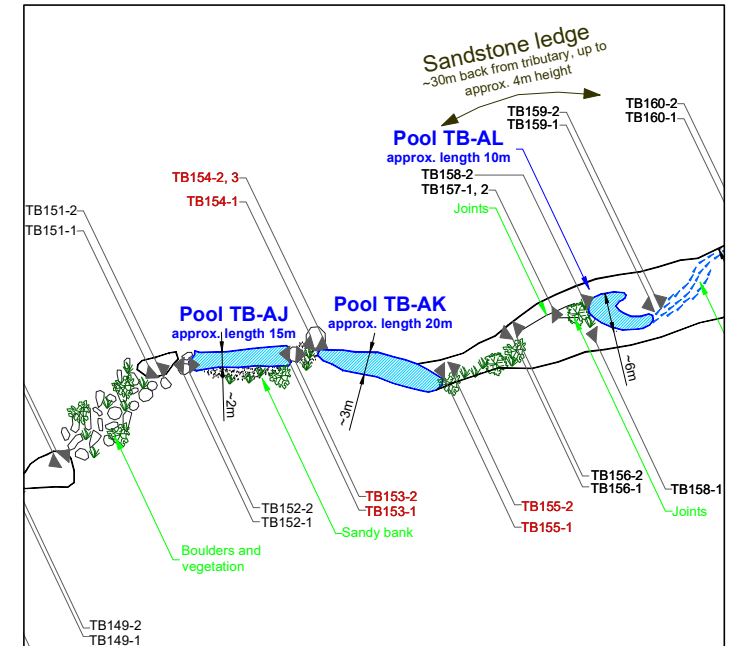 Sandstone ledge
~30m back from tributary, up to
approx. 4m height
TB160-2
TB160-1
TB159-2
TB159-1
Pool TB-AL
approx. length 10m
TB158-2
TB157-1, 2
Joints
TB154-2, 3
TB154-1
TB151-2
TB151-1
Pool TB-AJ
approx. length 15m
Pool TB-AK
approx. length 20m
~2m
~3m
~6m
TB156-2
TB156-1
TB158-1
Joints
TB153-2
TB153-1
TB155-2
TB155-1
TB152-2
TB152-1
Sandy bank
Boulders and
vegetation
TB149-2
TB149-1